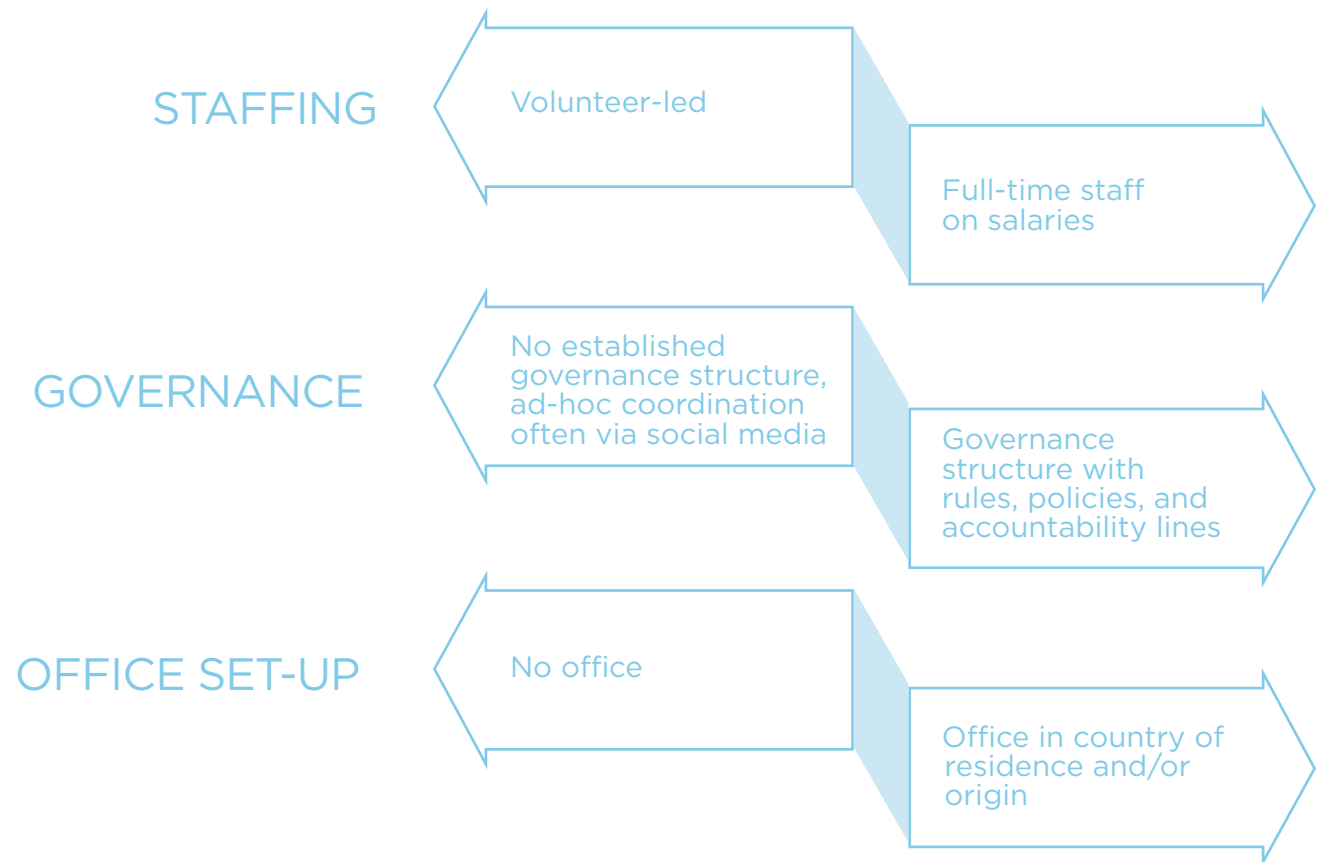 STAFFING
Volunteer-led
Full-time staff
on salaries
GOVERNANCE
No established
governance structure,
ad-hoc coordination
often via social media
Governance
structure with
rules, policies, and
accountability lines
OFFICE SET-UP
No office
Office in country of
residence and/or
origin